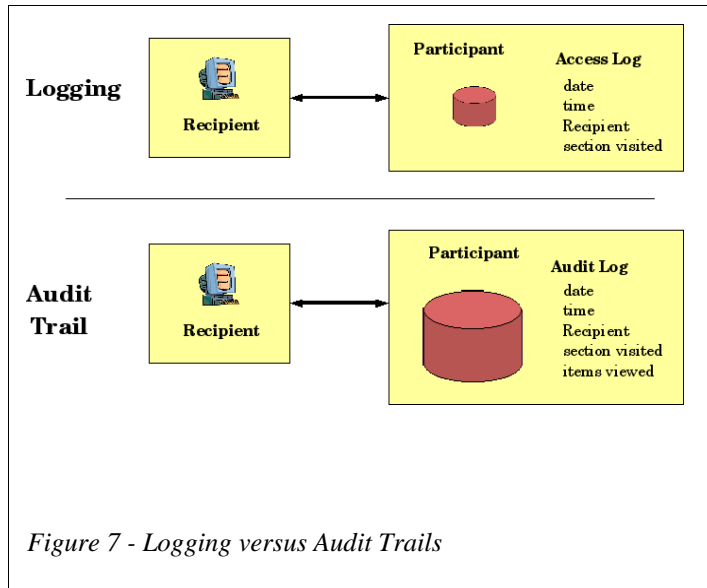 Logging
Recipient
Participant
Access Log
date
time
Recipient
section visited
Audit
Trail
Recipient
Participant
Audit Log
date
time
Recipient
section visited
items viewed
Figure 7 - Logging versus Audit Trails